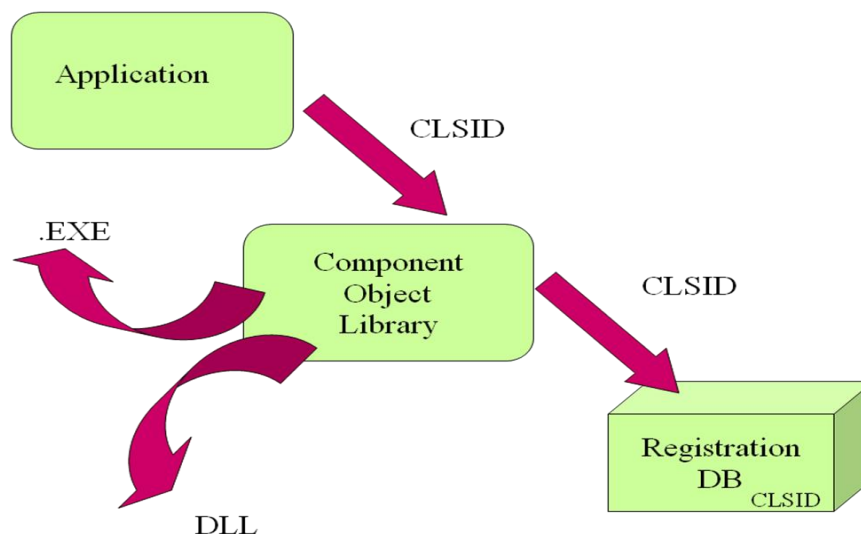 Application
CLSID
.EXE
Component
Object
Library
CLSID
Registration
DB
CLSID
DLL